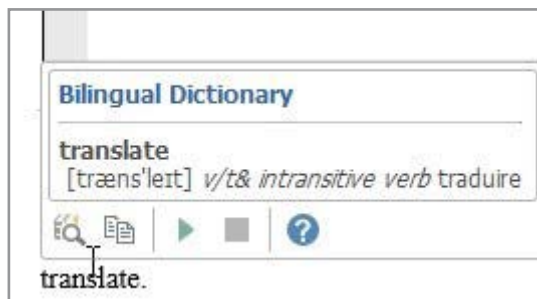 Bilingual Dictionary
translate
[træns'leɪt] v/t& intransitive verb traduire
?
translate.